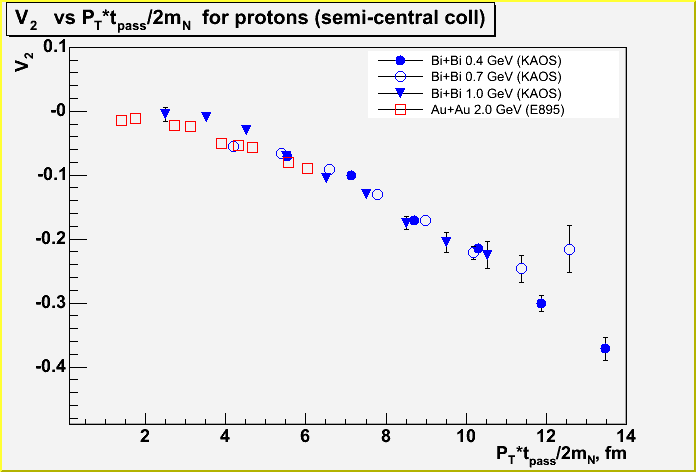 V2 vs PT*tpass/2mN for protons (semi-central coll)
V2
0.1
-0
-0.1
-0.2
-0.3
-0.4
Bi+Bi 0.4 GeV (KAOS)
Bi+Bi 0.7 GeV (KAOS)
Bi+Bi 1.0 GeV (KAOS)
Au+Au 2.0 GeV (E895)
2 4 6 8 10 12 14
PT*tpass/2mN, fm